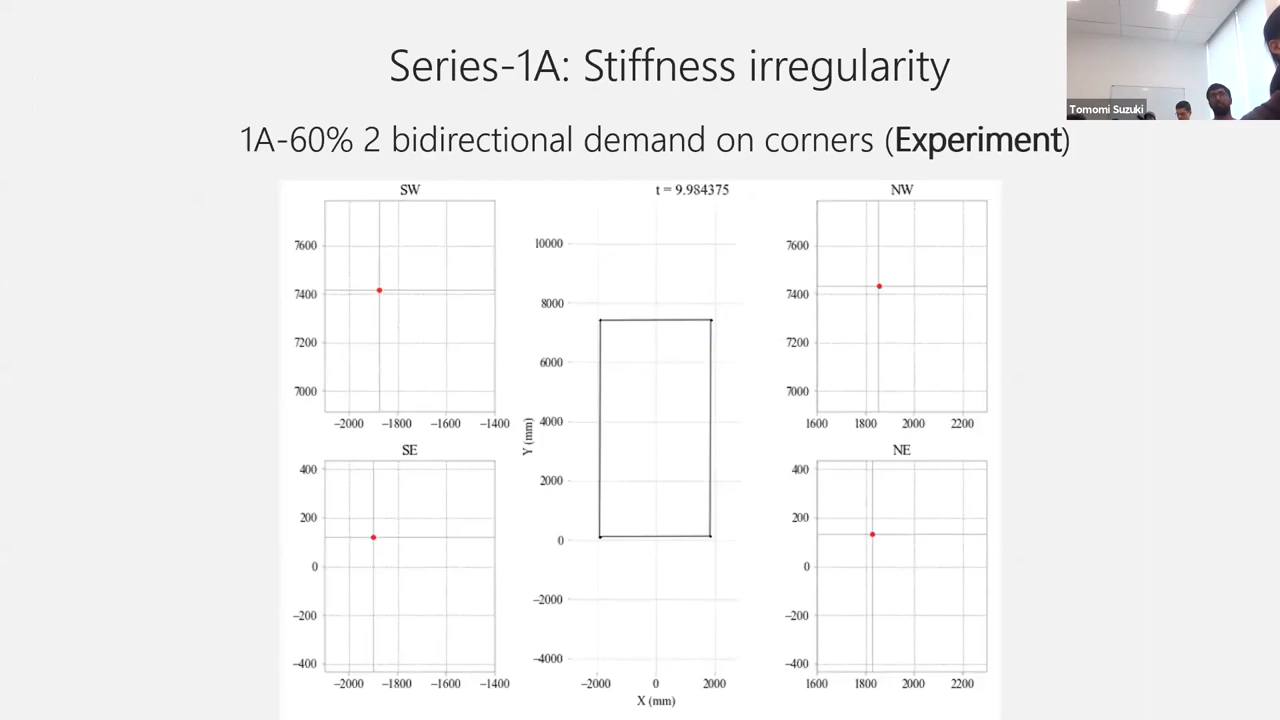 Series-1A: Stiffness irregularity
Tomomi Suzuki
1A-60% 2 bidirectional demand on corners (Experiment)
SW
t = 9.984375
NW
7600
7400
7200
7000
−2000 −1800 −1600 −1400
10000
8000
6000
4000
2000
0
−2000
−4000
Y (mm)
−2000 0 2000
X (mm)
7600
7400
7200
7000
1600 1800 2000 2200
SE
400
200
0
−200
−400
−2000 −1800 −1600 −1400
NE
400
200
0
−200
−400
1600 1800 2000 2200